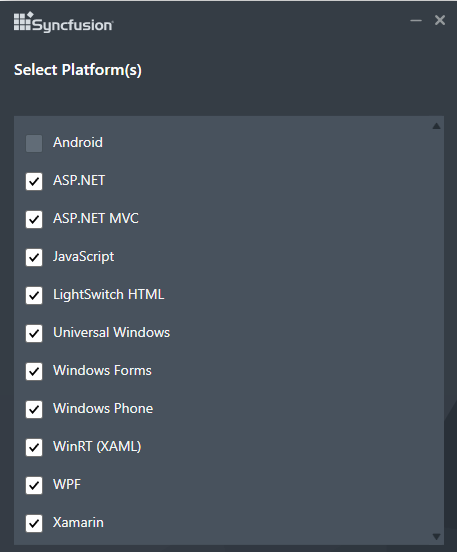 Syncfusion
Select Platform(s)
Android
ASP.NET
ASP.NET MVC
JavaScript
LightSwitch HTML
Universal Windows
Windows Forms
Windows Phone
WinRT (XAML)
WPF
Xamarin